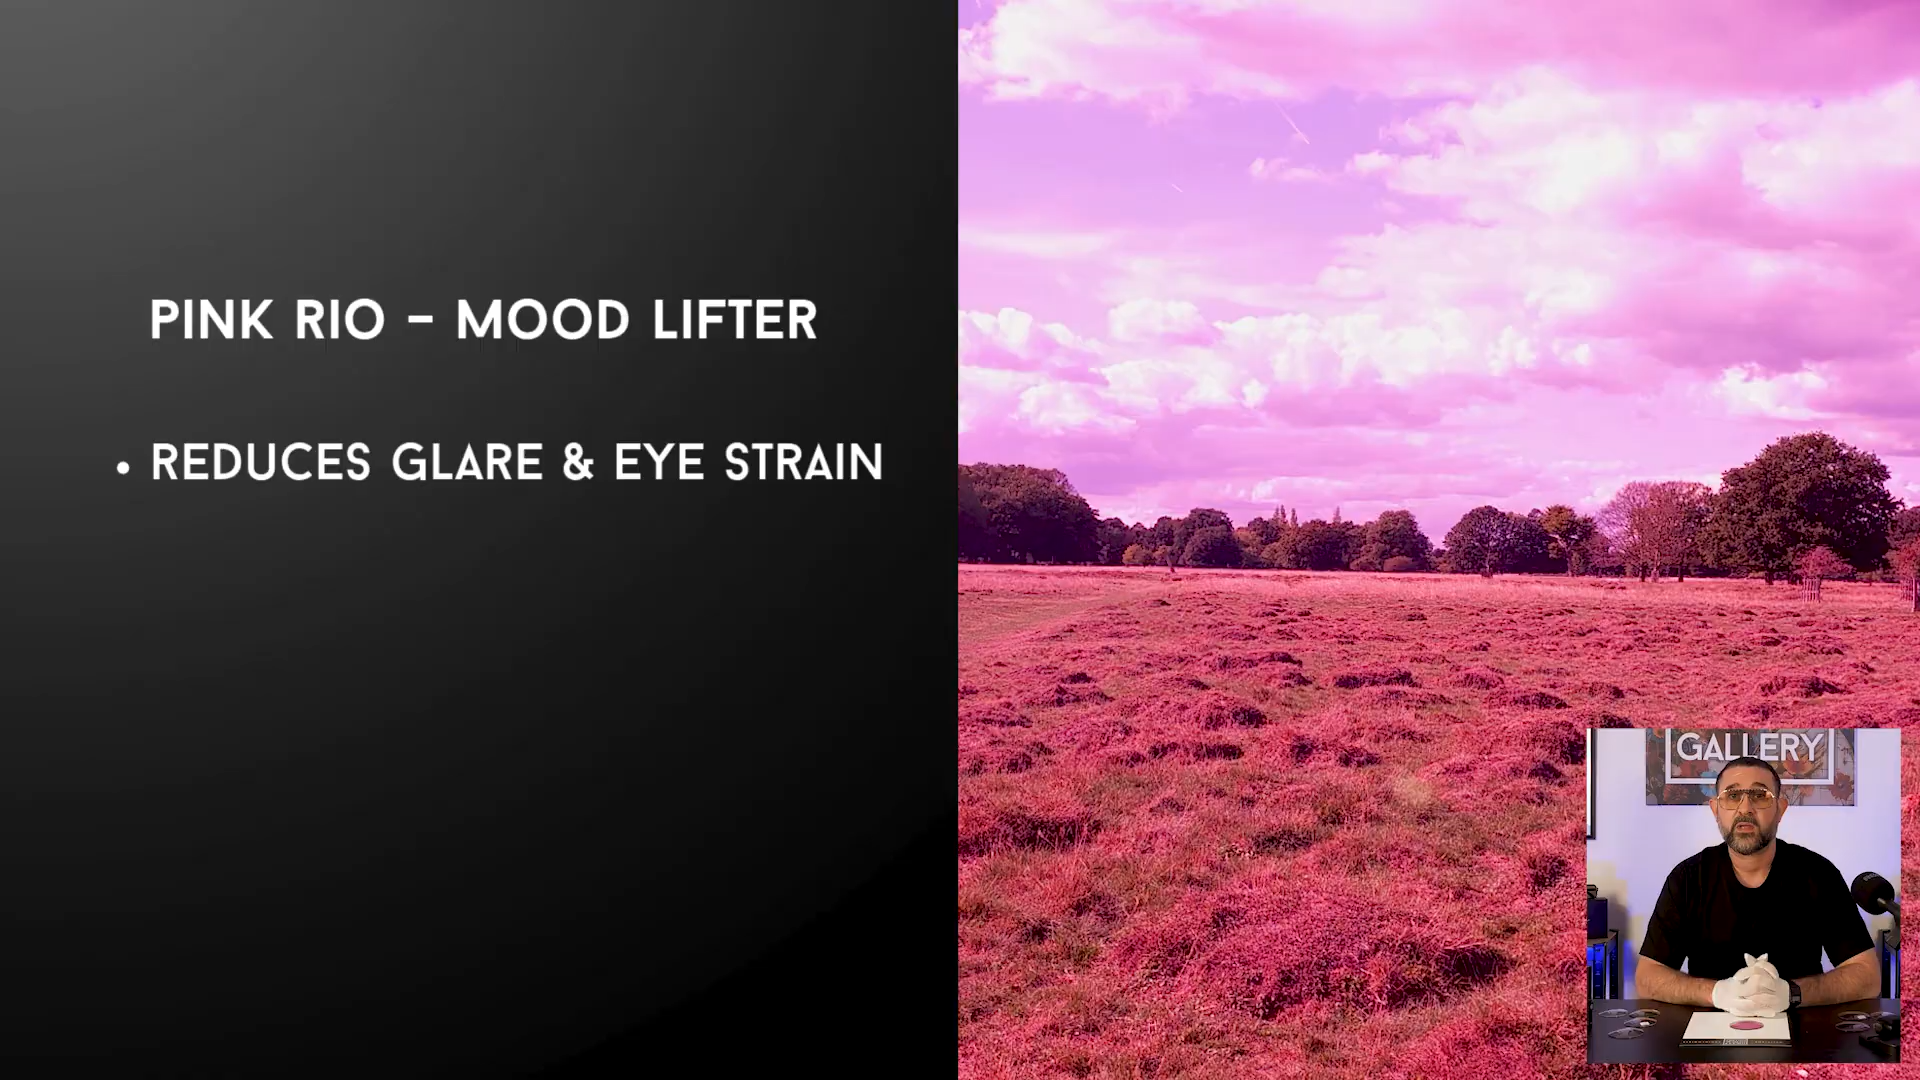 PINK RIO - MOOD LIFTER
• REDUCES GLARE & EYE STRAIN
GALLERY